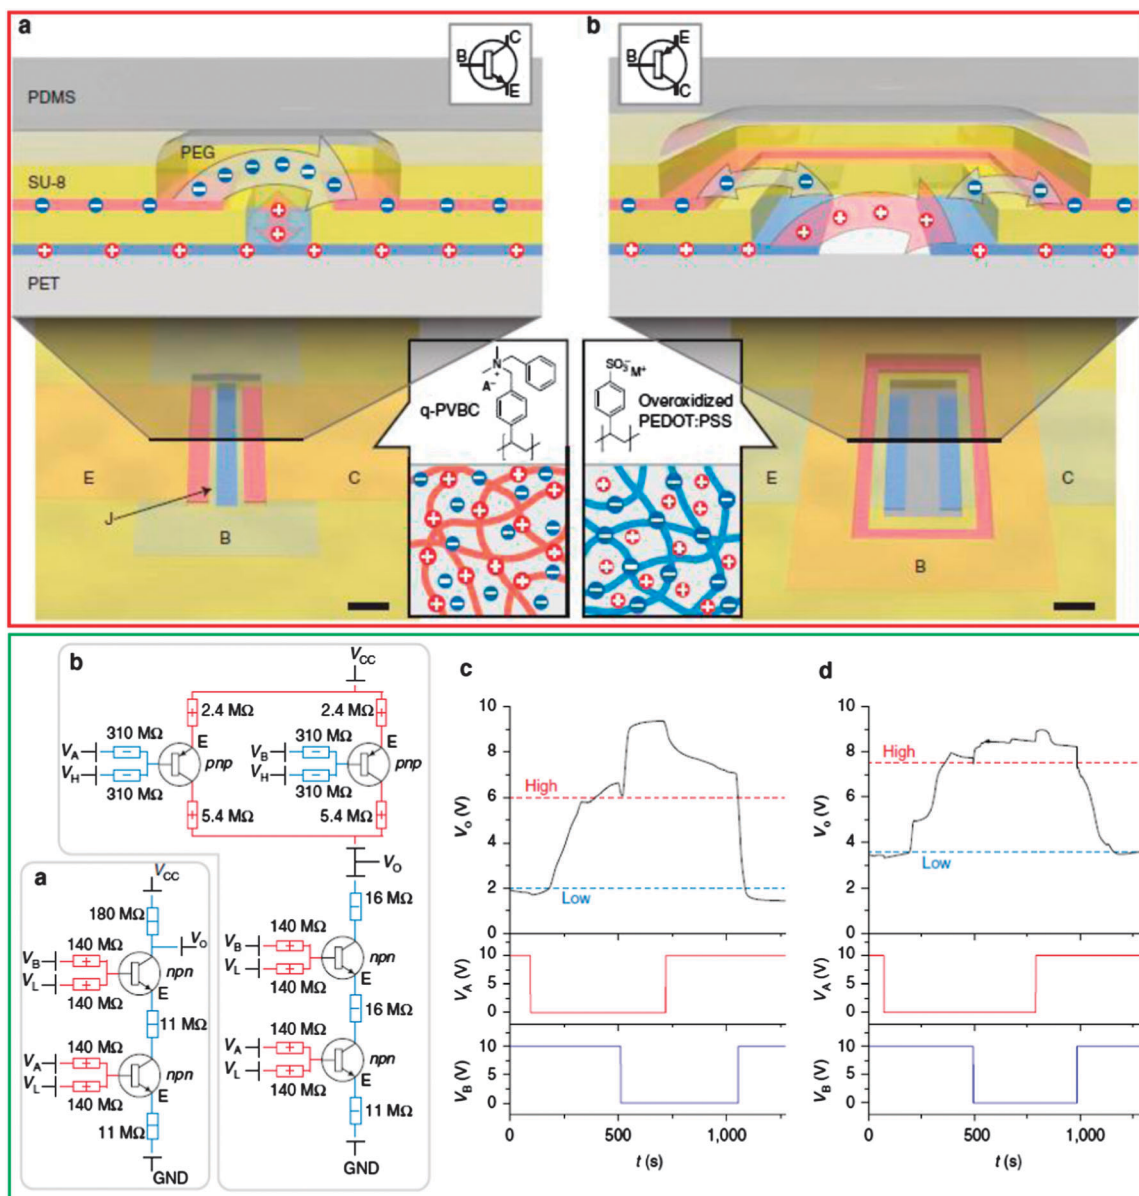 a
b
C
B
E
E
B
C
PDMS
PEG
SU-8
PET
A⁻
N
+
q-PVBC
SO₃⁻M⁺
Overoxidized
PEDOT:PSS
E
C
J
B
E
C
B
b
V_CC
2.4 MΩ
2.4 MΩ
310 MΩ
E
310 MΩ
E
V_A
V_B
pnp
pnp
V_H
V_H
310 MΩ
310 MΩ
5.4 MΩ
5.4 MΩ
V_O
16 MΩ
140 MΩ
V_B
npn
V_L
E
140 MΩ
16 MΩ
140 MΩ
V_A
npn
V_L
E
140 MΩ
11 MΩ
GND
a
V_CC
180 MΩ
V_O
140 MΩ
V_B
npn
V_L
E
140 MΩ
11 MΩ
140 MΩ
V_A
npn
V_L
E
140 MΩ
11 MΩ
GND
c
10
8
6
4
2
0
V_o (V)
High
Low
10
5
0
V_A (V)
10
5
0
V_B (V)
0
500
1,000
t (s)
d
10
8
6
4
2
0
V_o (V)
High
Low
10
5
0
V_A (V)
10
5
0
V_B (V)
0
500
1,000
t (s)